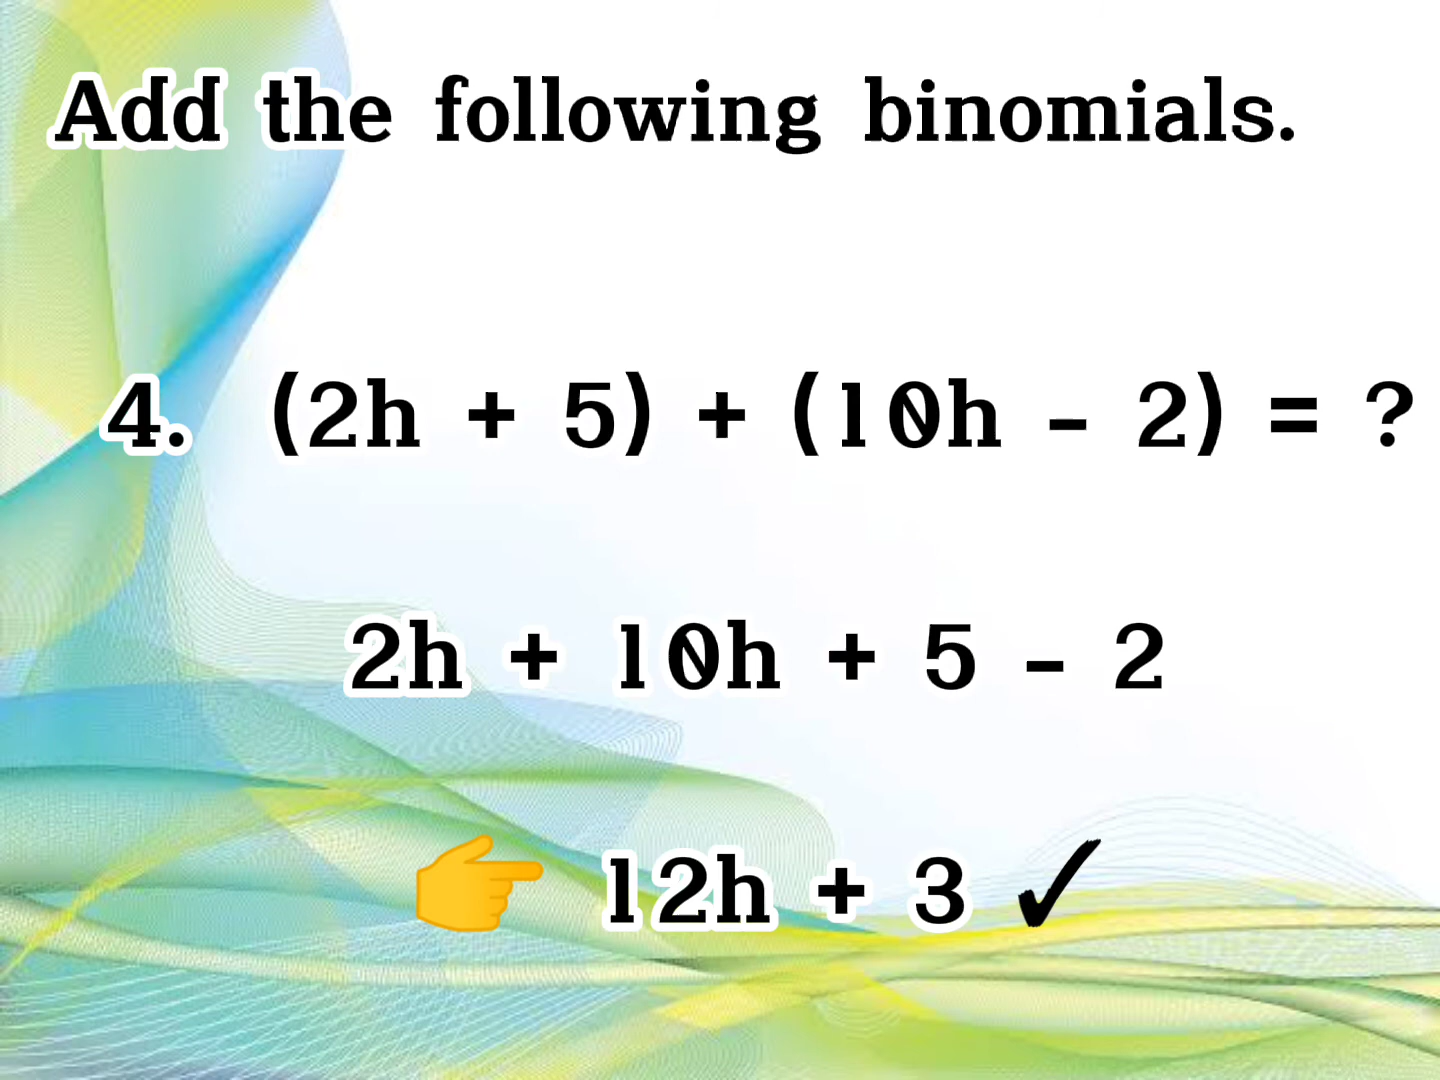 Add the following binomials.
4. (2h + 5) + (10h - 2) = ?
2h + 10h + 5 - 2
👉 12h + 3 ✓